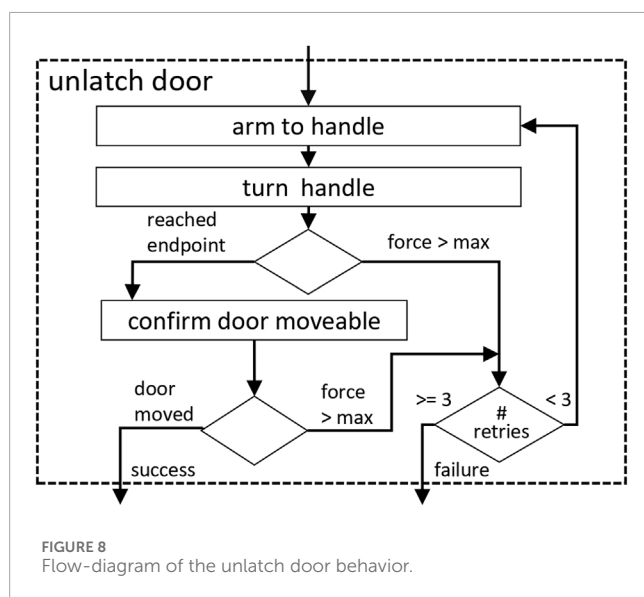 unlatch door
arm to handle
turn handle
reached
endpoint
force > max
confirm door moveable
door
moved
force
> max
>= 3
< 3
#
retries
success
failure
FIGURE 8
Flow-diagram of the unlatch door behavior.